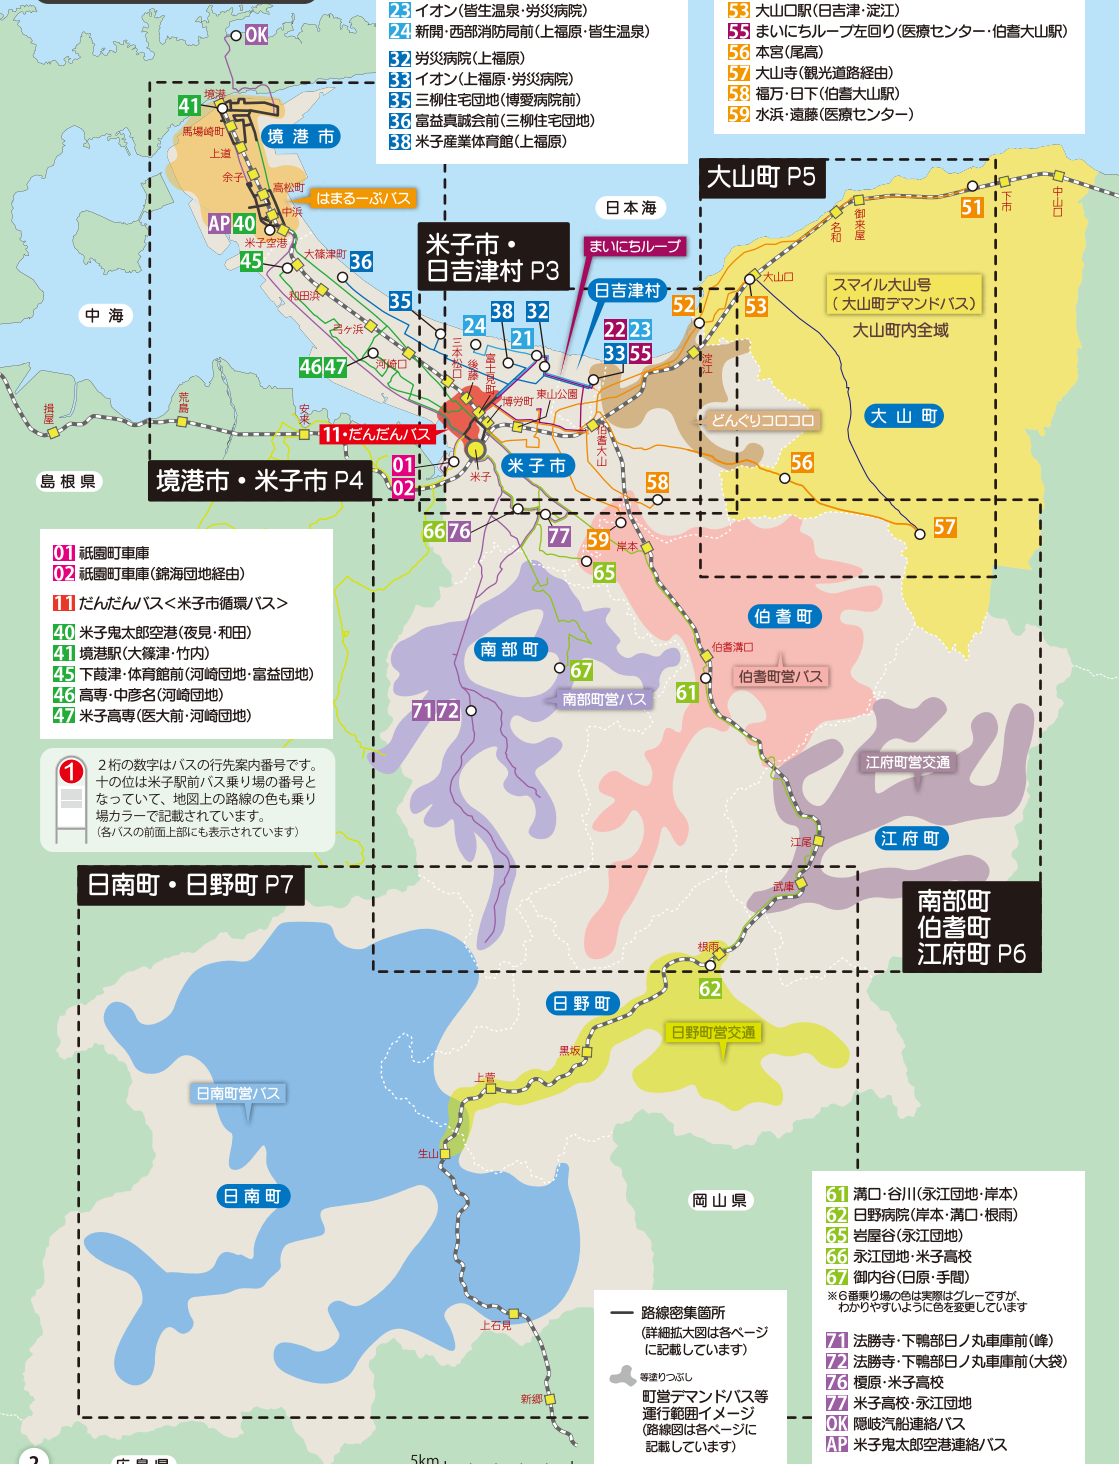 23 イオン(皆生温泉・労災病院)
24 新開・西部消防局前(上福原・皆生温泉)
32 労災病院(上福原)
33 イオン(上福原・労災病院)
35 三柳住宅団地(博愛病院前)
36 富益真誠会前(三柳住宅団地)
38 米子産業体育館(上福原)
53 大山口駅(日吉津・淀江)
55 まいにちループ左回り(医療センター・伯耆大山駅)
56 本宮(尾高)
57 大山寺(観光道路経由)
58 福万・日下(伯耆大山駅)
59 水浜・遠藤(医療センター)
OK
境港
41
馬場崎町
境港市
上道
余子
高松町
はまるーぷバス
中浜
AP 40
米子空港
大篠津町
45
36
和田浜
中海
35
弓ヶ浜
河崎口
46 47
大山町 P5
日本海
米子市・
日吉津村 P3
まいにちループ
日吉津村
38
32
24
21
22 23
33 55
三本松口
後藤
富士見町
博労町
東山公園
伯耆大山
51
下市
中山口
御来屋
名和
大山口
53
52
淀江
スマイル大山号
(大山町デマンドバス)
大山町内全域
大山町
どんぐりコロコロ
56
57
58
揖屋
荒島
安来
11・だんだんバス
01
02
米子
米子市
島根県
境港市・米子市 P4
66 76
77
59
岸本
65
01 祇園町車庫
02 祇園町車庫(錦海団地経由)
11 だんだんバス<米子市循環バス>
40 米子鬼太郎空港(夜見・和田)
41 境港駅(大篠津・竹内)
45 下葭津・体育館前(河崎団地・富益団地)
46 高専・中彦名(河崎団地)
47 米子高専(医大前・河崎団地)
1
2桁の数字はバスの行先案内番号です。
十の位は米子駅前バス乗り場の番号と
なっていて、地図上の路線の色も乗り
場カラーで記載されています。
(各バスの前面上部にも表示されています)
南部町
67
南部町営バス
71 72
伯耆町
伯耆溝口
伯耆町営バス
61
江府町営交通
江府町
江尾
武庫
日南町・日野町 P7
南部町
伯耆町
江府町 P6
根雨
62
日野町
日野町営交通
黒坂
上菅
日南町営バス
生山
日南町
岡山県
上石見
新郷
61 溝口・谷川(永江団地・岸本)
62 日野病院(岸本・溝口・根雨)
65 岩屋谷(永江団地)
66 永江団地・米子高校
67 御内谷(日原・手間)
※6番乗り場の色は実際はグレーですが、
わかりやすいように色を変更しています
71 法勝寺・下鴨部日ノ丸車庫前(峰)
72 法勝寺・下鴨部日ノ丸車庫前(大袋)
76 榎原・米子高校
77 米子高校・永江団地
OK 隠岐汽船連絡バス
AP 米子鬼太郎空港連絡バス
路線密集箇所
(詳細拡大図は各ページ
に記載しています)
等塗りつぶし
町営デマンドバス等
運行範囲イメージ
(路線図は各ページに
記載しています)
2
広島県
5km